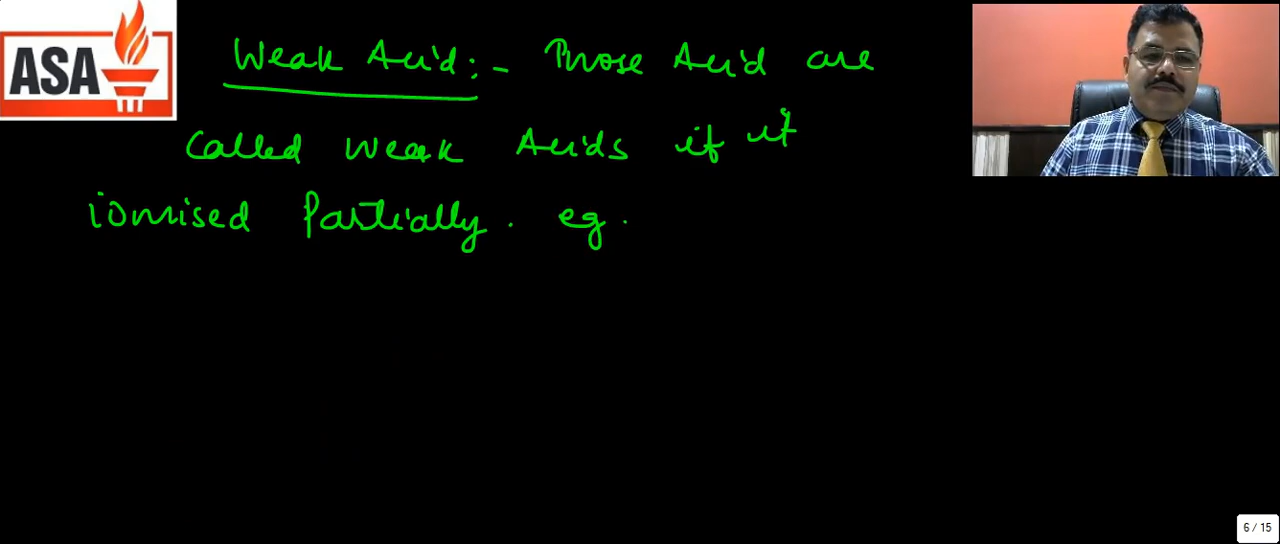 ASA
Weak Acid:- Those Acid are
called weak Acids if it
ionised Partially. eg.
6 / 15